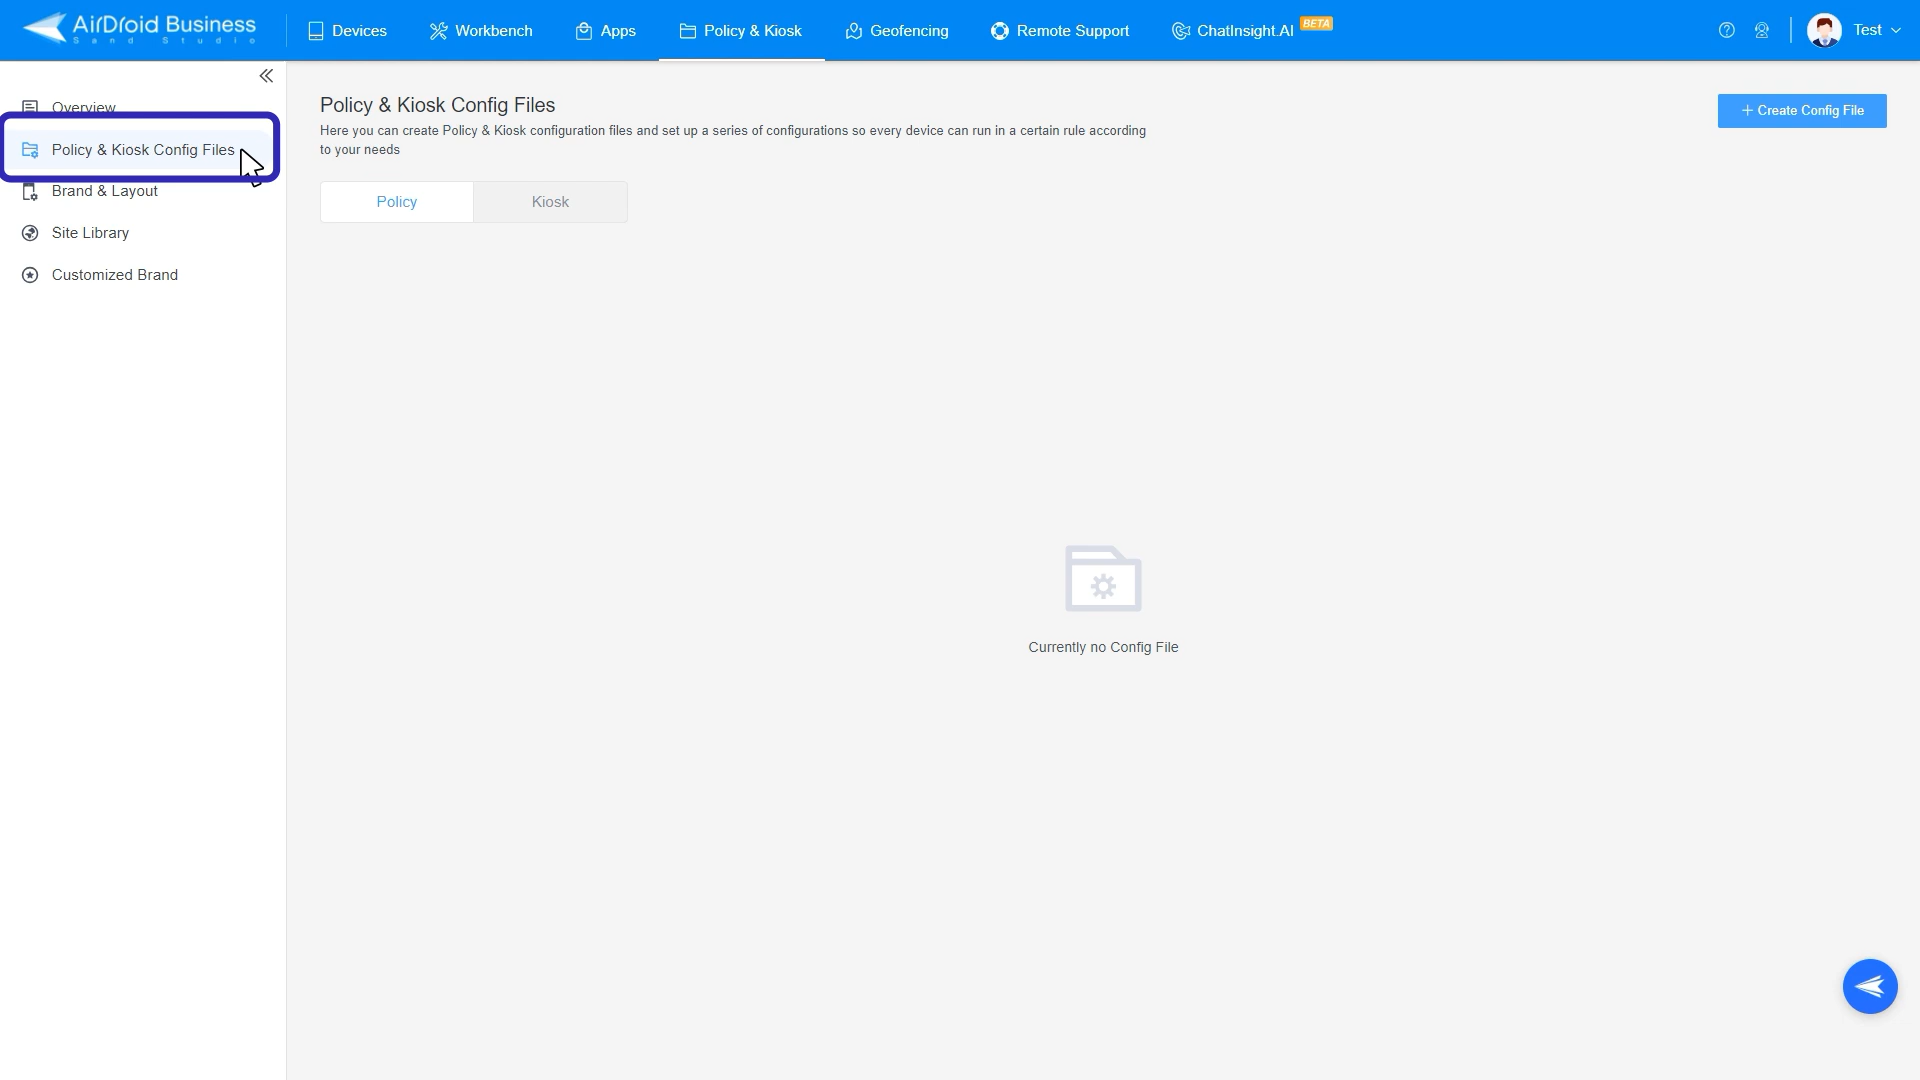 AirDroid Business
Sand Studio
Devices
Workbench
Apps
Policy & Kiosk
Geofencing
Remote Support
ChatInsight.AI
BETA
Test
Overview
Policy & Kiosk Config Files
Brand & Layout
Site Library
Customized Brand
Policy & Kiosk Config Files
Here you can create Policy & Kiosk configuration files and set up a series of configurations so every device can run in a certain rule according
to your needs
+ Create Config File
Policy
Kiosk
Currently no Config File